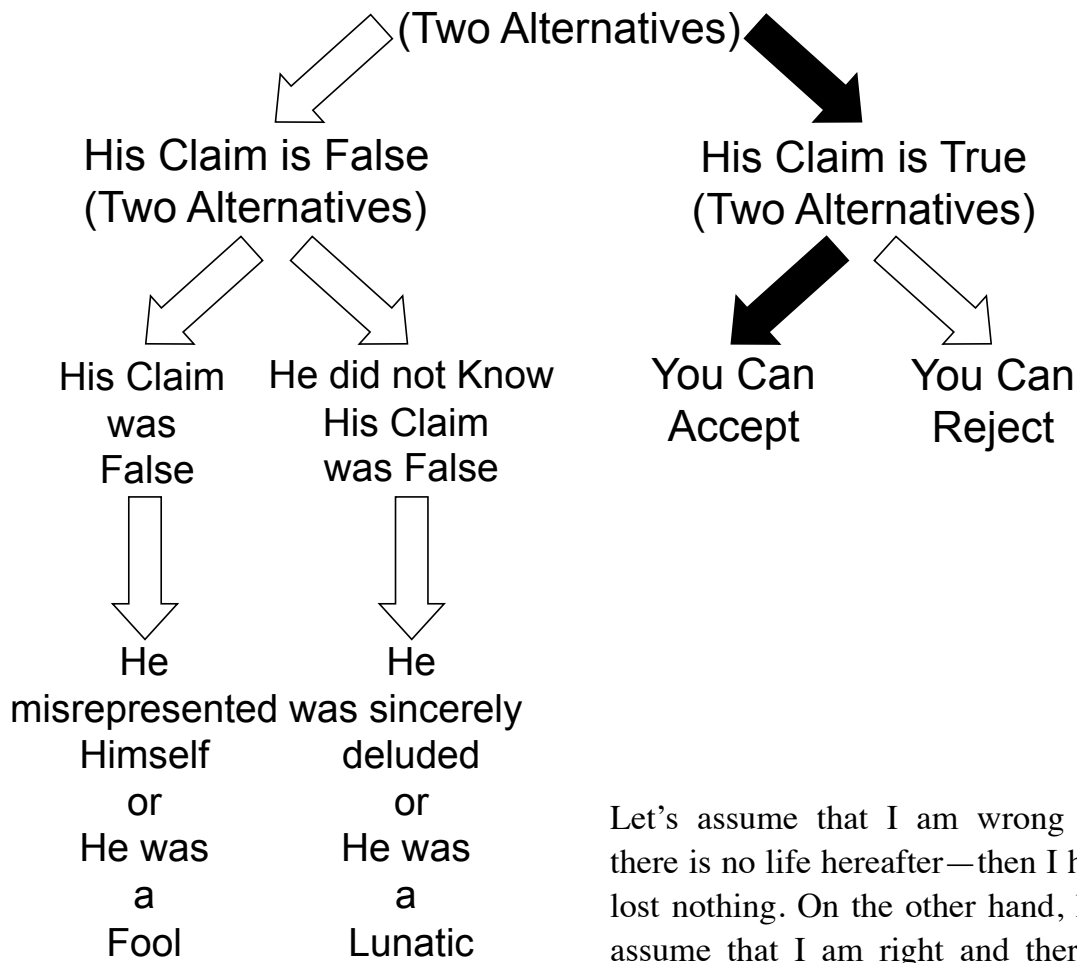 (Two Alternatives)
His Claim is False
(Two Alternatives)
His Claim is True
(Two Alternatives)
His Claim
was
False
He did not Know
His Claim
was False
You Can
Accept
You Can
Reject
He
misrepresented
Himself
or
He was
a
Fool
He
was sincerely
deluded
or
He was
a
Lunatic
Let’s assume that I am wrong
there is no life hereafter—then I
lost nothing. On the other hand,
assume that I am right and